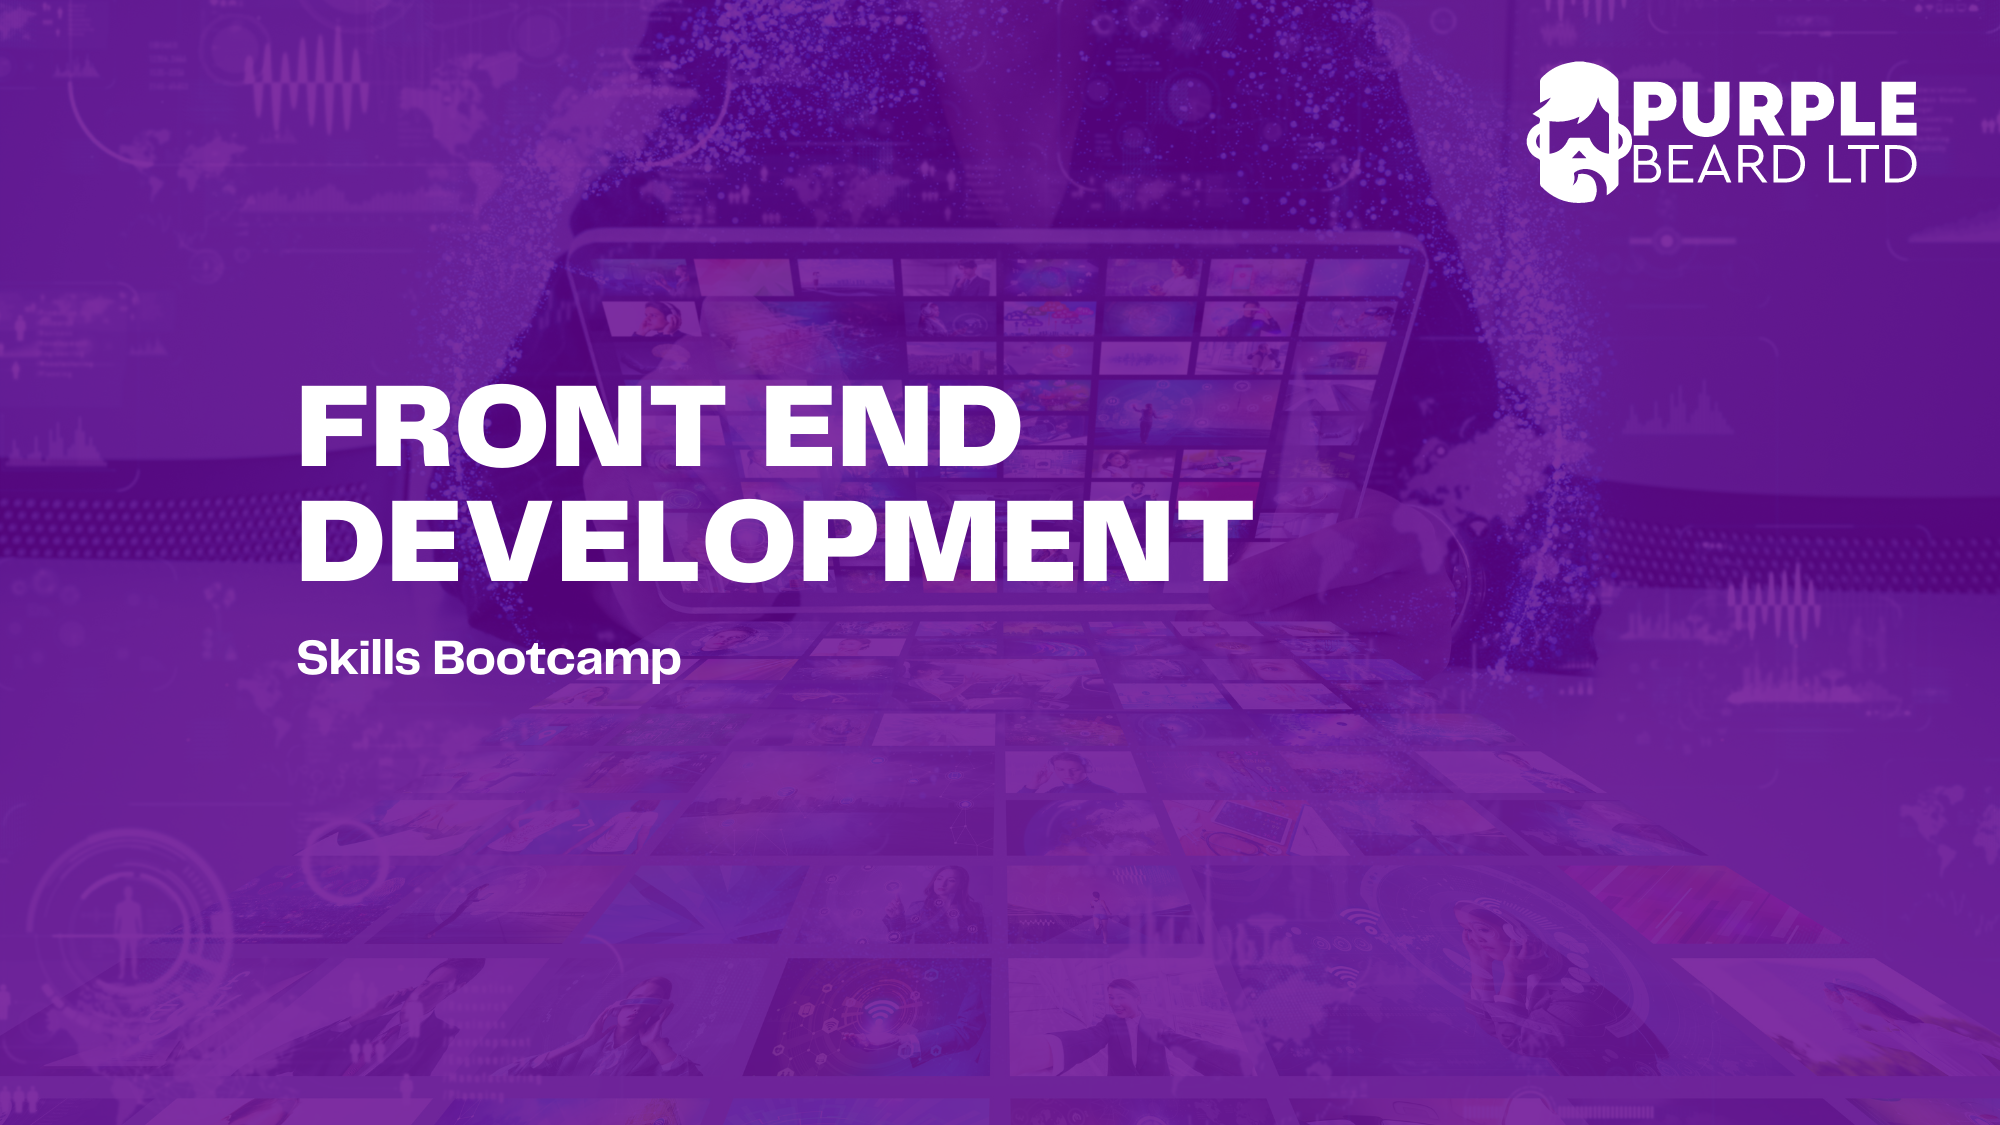 PURPLE
BEARD LTD
FRONT END
DEVELOPMENT
Skills Bootcamp